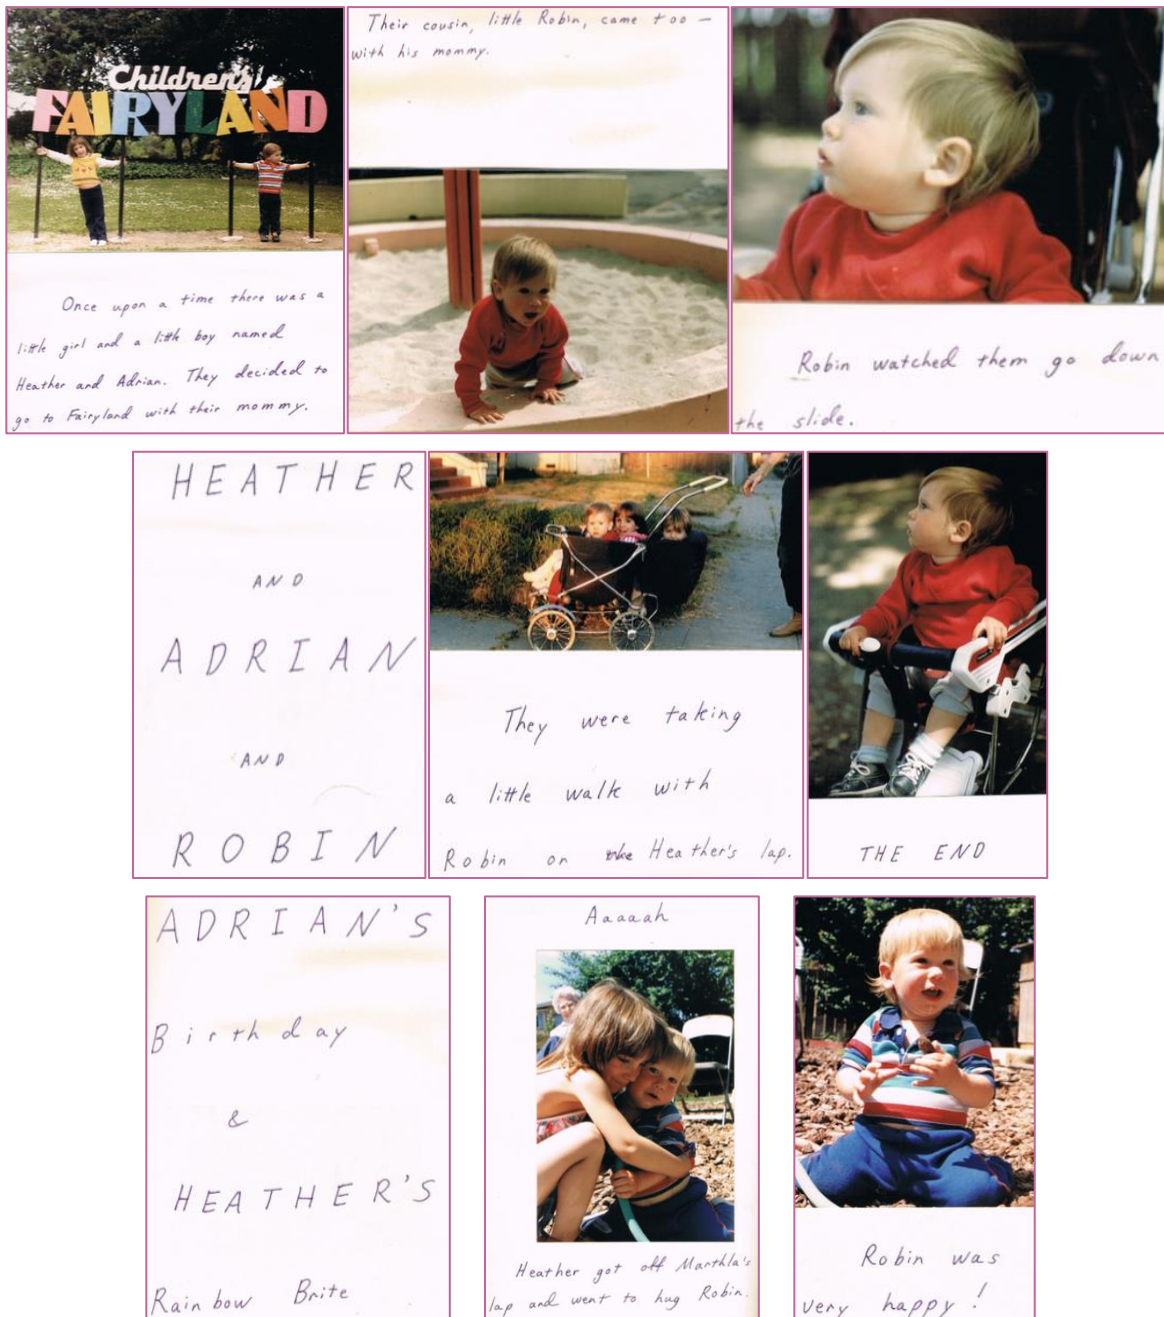 Children's
FAIRYLAND
Once upon a time there was a
little girl and a little boy named
Heather and Adrian. They decided to
go to Fairyland with their mommy.
Their cousin, little Robin, came too —
with his mommy.
Robin watched them go down
the slide.
HEATHER
AND
ADRIAN
AND
ROBIN
They were taking
a little walk with
Robin on Heather's lap.
THE END
ADRIAN'S
Birthday
&
HEATHER'S
Rainbow Brite
Aaaaah
Heather got off Marthla's
lap and went to hug Robin.
Robin was
very happy!